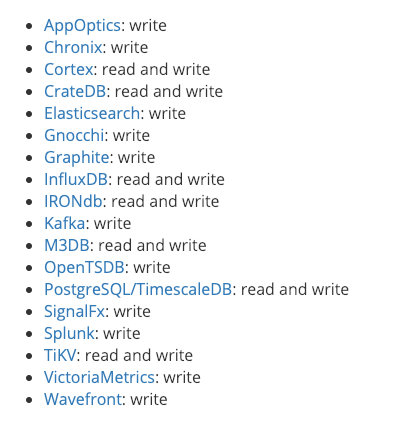 AppOptics: write
Chronix: write
Cortex: read and write
CrateDB: read and write
Elasticsearch: write
Gnocchi: write
Graphite: write
InfluxDB: read and write
IRONdb: read and write
Kafka: write
M3DB: read and write
OpenTSDB: write
PostgreSQL/TimescaleDB: read and write
SignalFx: write
Splunk: write
TiKV: read and write
VictoriaMetrics: write
Wavefront: write